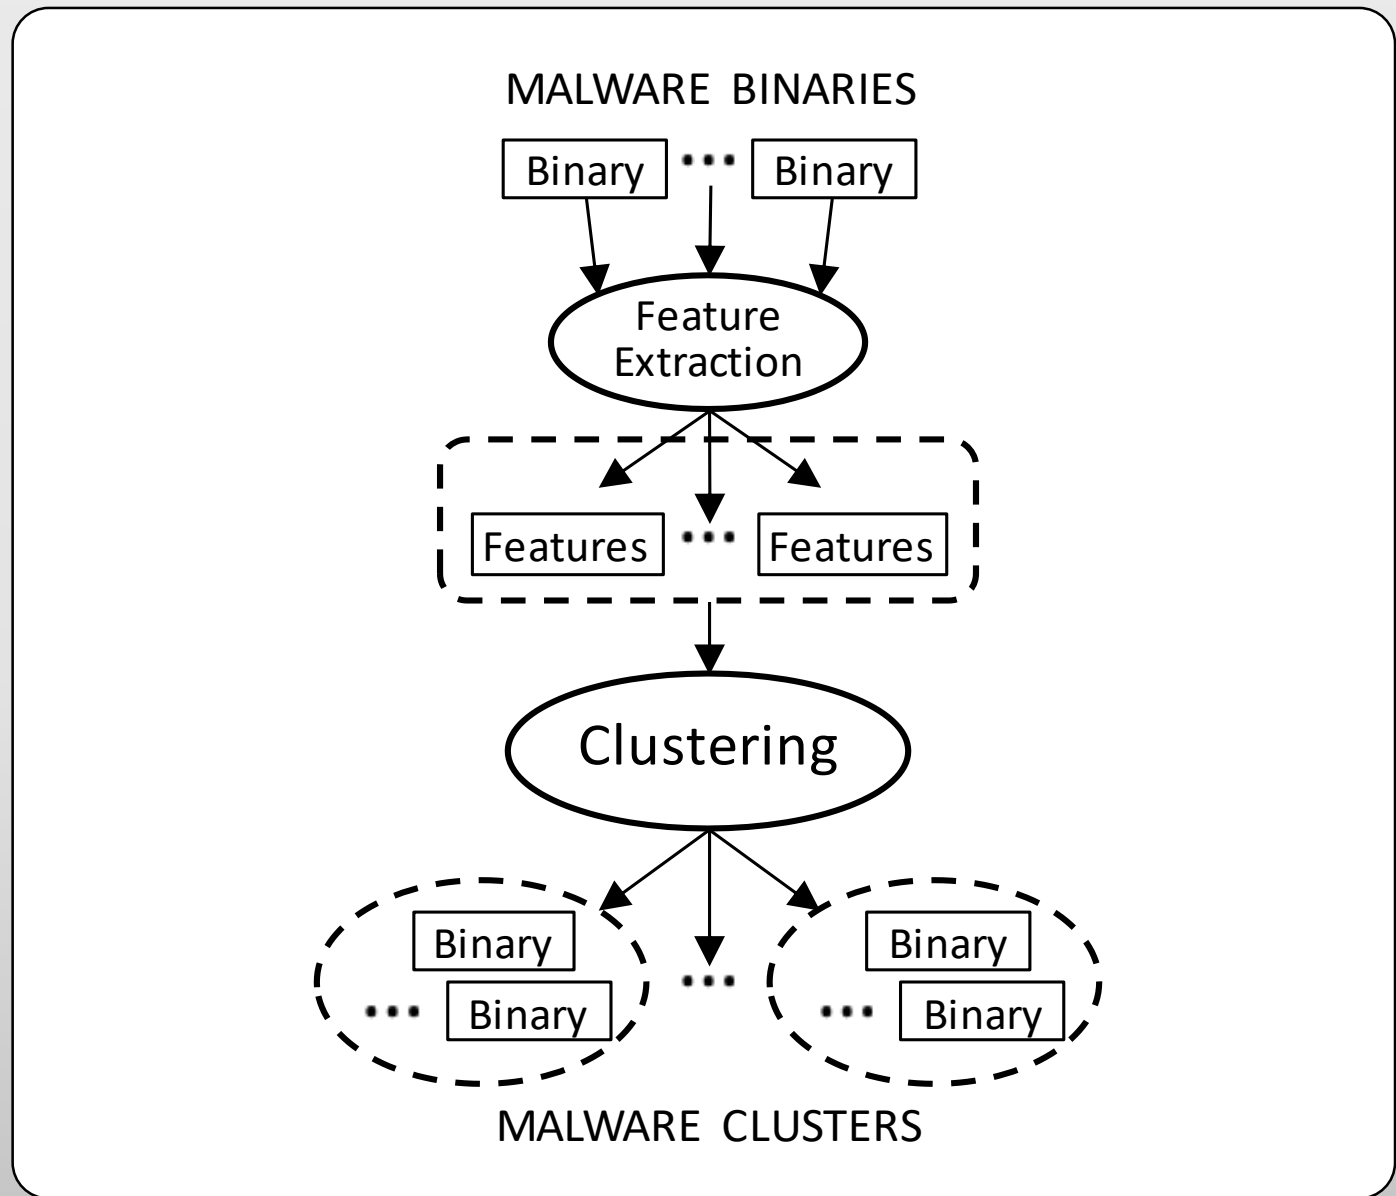 MALWARE BINARIES
Binary ... Binary
Feature
Extraction
Features ... Features
Clustering
Binary Binary
... Binary ... ... Binary
MALWARE CLUSTERS